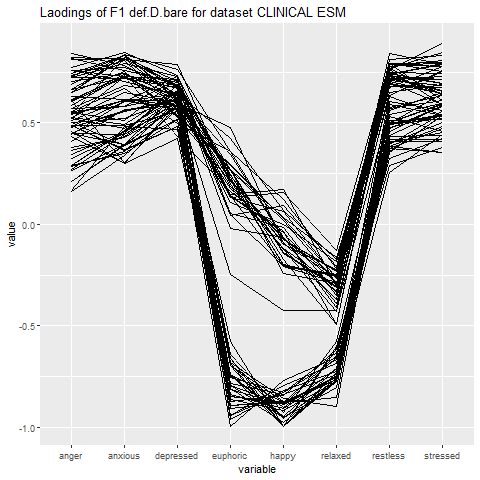 Laodings of F1 def.D.bare for dataset CLINICAL ESM
value
0.5
0.0
-0.5
-1.0
anger anxious depressed euphoric happy relaxed restless stressed
variable